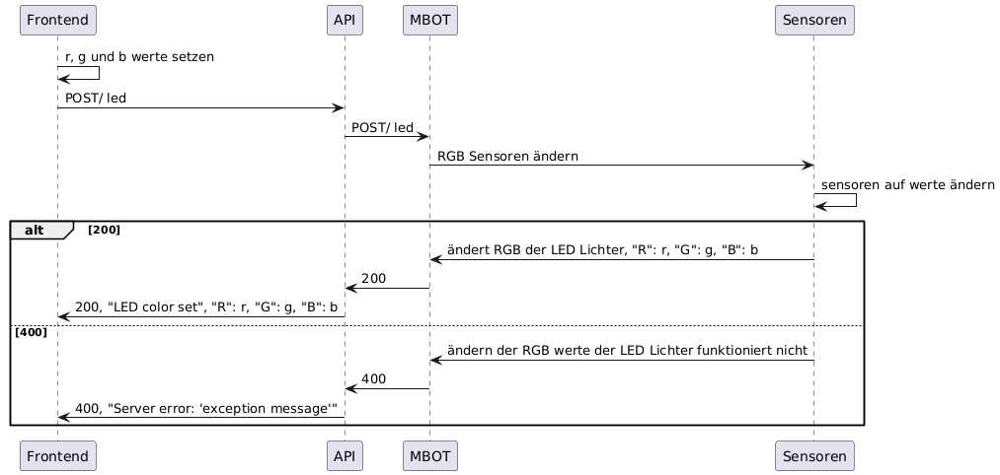 Frontend API MBOT Sensoren
r, g und b werte setzen
POST/ led
POST/ led
RGB Sensoren ändern
sensoren auf werte ändern
alt [200]
ändert RGB der LED Lichter, "R": r, "G": g, "B": b
200
200, "LED color set", "R": r, "G": g, "B": b
[400]
ändern der RGB werte der LED Lichter funktioniert nicht
400
400, "Server error: 'exception message'"
Frontend API MBOT Sensoren